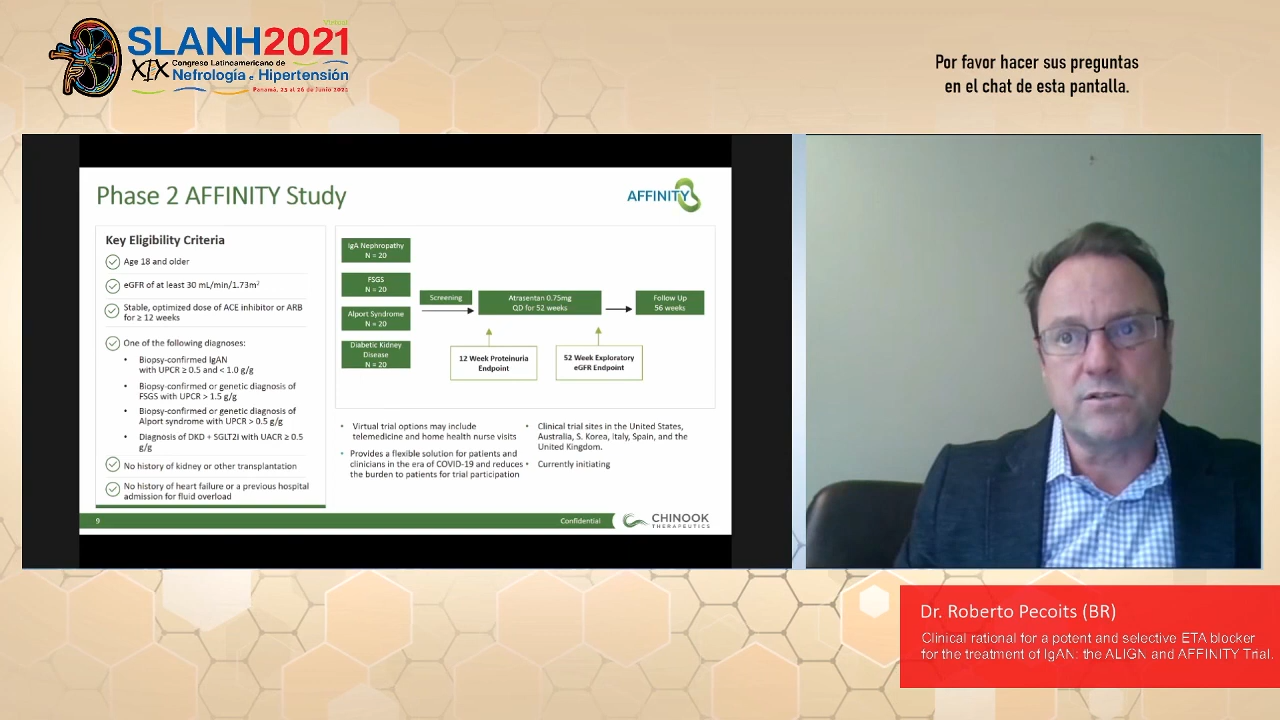 Virtual
SLANH2021
XIX Congreso Latinoamericano de
Nefrología e Hipertensión
Panamá, 23 al 26 de Junio 2021
Por favor hacer sus preguntas
en el chat de esta pantalla.
Phase 2 AFFINITY Study
AFFINITY
Key Eligibility Criteria
Age 18 and older
eGFR of at least 30 mL/min/1.73m²
Stable, optimized dose of ACE inhibitor or ARB
for ≥ 12 weeks
One of the following diagnoses:
• Biopsy-confirmed IgAN
with UPCR ≥ 0.5 and < 1.0 g/g
• Biopsy-confirmed or genetic diagnosis of
FSGS with UPCR > 1.5 g/g
• Biopsy-confirmed or genetic diagnosis of
Alport syndrome with UPCR > 0.5 g/g
• Diagnosis of DKD + SGLT2i with UACR ≥ 0.5
g/g
No history of kidney or other transplantation
No history of heart failure or a previous hospital
admission for fluid overload
IgA Nephropathy
N = 20
FSGS
N = 20
Alport Syndrome
N = 20
Diabetic Kidney
Disease
N = 20
Screening
Atrasentan 0.75mg
QD for 52 weeks
Follow Up
56 weeks
12 Week Proteinuria
Endpoint
52 Week Exploratory
eGFR Endpoint
• Virtual trial options may include
telemedicine and home health nurse visits
• Provides a flexible solution for patients and
clinicians in the era of COVID-19 and reduces
the burden to patients for trial participation
• Clinical trial sites in the United States,
Australia, S. Korea, Italy, Spain, and the
United Kingdom.
• Currently initiating
9
Confidential
CHINOOK
THERAPEUTICS
Dr. Roberto Pecoits (BR)
Clinical rational for a potent and selective ETA blocker
for the treatment of IgAN: the ALIGN and AFFINITY Trial.